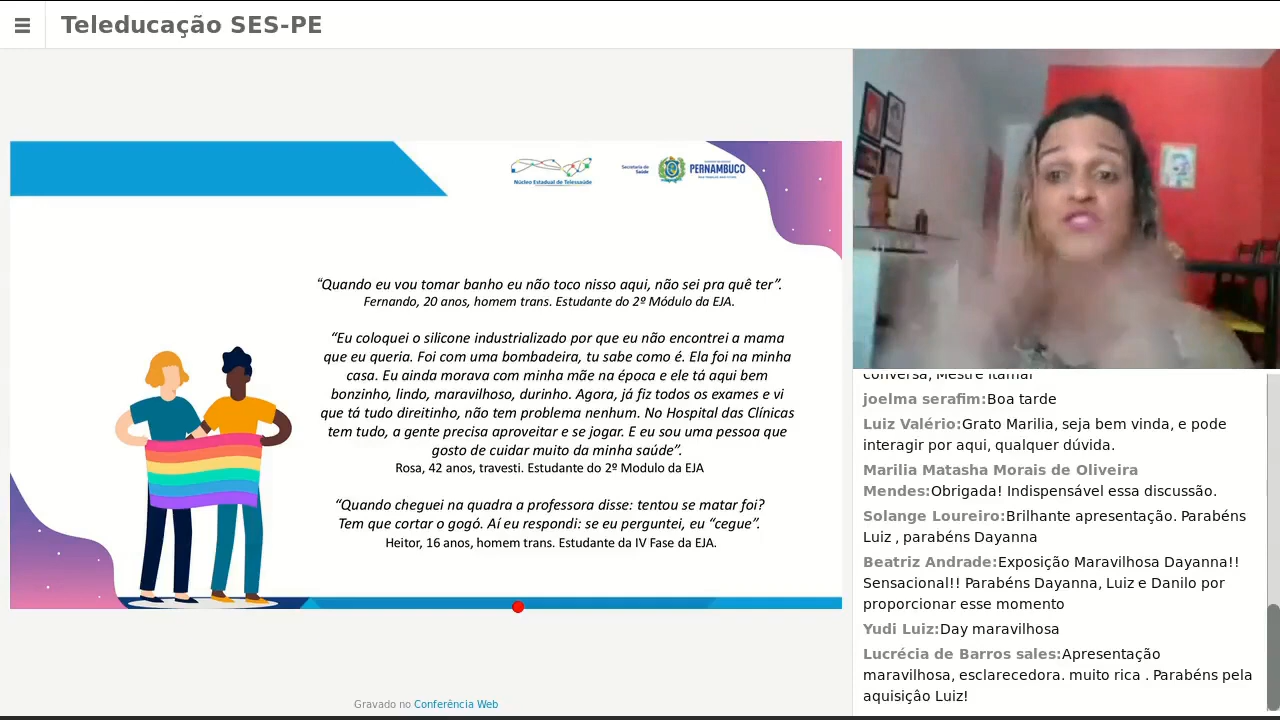 Teleducação SES-PE
Núcleo Estadual de Telessaúde
Secretaria de
Saúde
PERNAMBUCO
“Quando eu vou tomar banho eu não toco nisso aqui, não sei pra quê ter”.
Fernando, 20 anos, homem trans. Estudante do 2º Módulo da EJA.
“Eu coloquei o silicone industrializado por que eu não encontrei a mama
que eu queria. Foi com uma bombadeira, tu sabe como é. Ela foi na minha
casa. Eu ainda morava com minha mãe na época e ele tá aqui bem
bonzinho, lindo, maravilhoso, durinho. Agora, já fiz todos os exames e vi
que tá tudo direitinho, não tem problema nenhum. No Hospital das Clínicas
tem tudo, a gente precisa aproveitar e se jogar. E eu sou uma pessoa que
gosto de cuidar muito da minha saúde”.
Rosa, 42 anos, travesti. Estudante do 2º Modulo da EJA
“Quando cheguei na quadra a professora disse: tentou se matar foi?
Tem que cortar o gogó. Aí eu respondi: se eu perguntei, eu “cegue”.
Heitor, 16 anos, homem trans. Estudante da IV Fase da EJA.
Gravado no Conferência Web
conversa, Mestre Itamar
joelma serafim:Boa tarde
Luiz Valério:Grato Marilia, seja bem vinda, e pode
interagir por aqui, qualquer dúvida.
Marilia Matasha Morais de Oliveira
Mendes:Obrigada! Indispensável essa discussão.
Solange Loureiro:Brilhante apresentação. Parabéns
Luiz , parabéns Dayanna
Beatriz Andrade:Exposição Maravilhosa Dayanna!!
Sensacional!! Parabéns Dayanna, Luiz e Danilo por
proporcionar esse momento
Yudi Luiz:Day maravilhosa
Lucrécia de Barros sales:Apresentação
maravilhosa, esclarecedora. muito rica . Parabéns pela
aquisição Luiz!